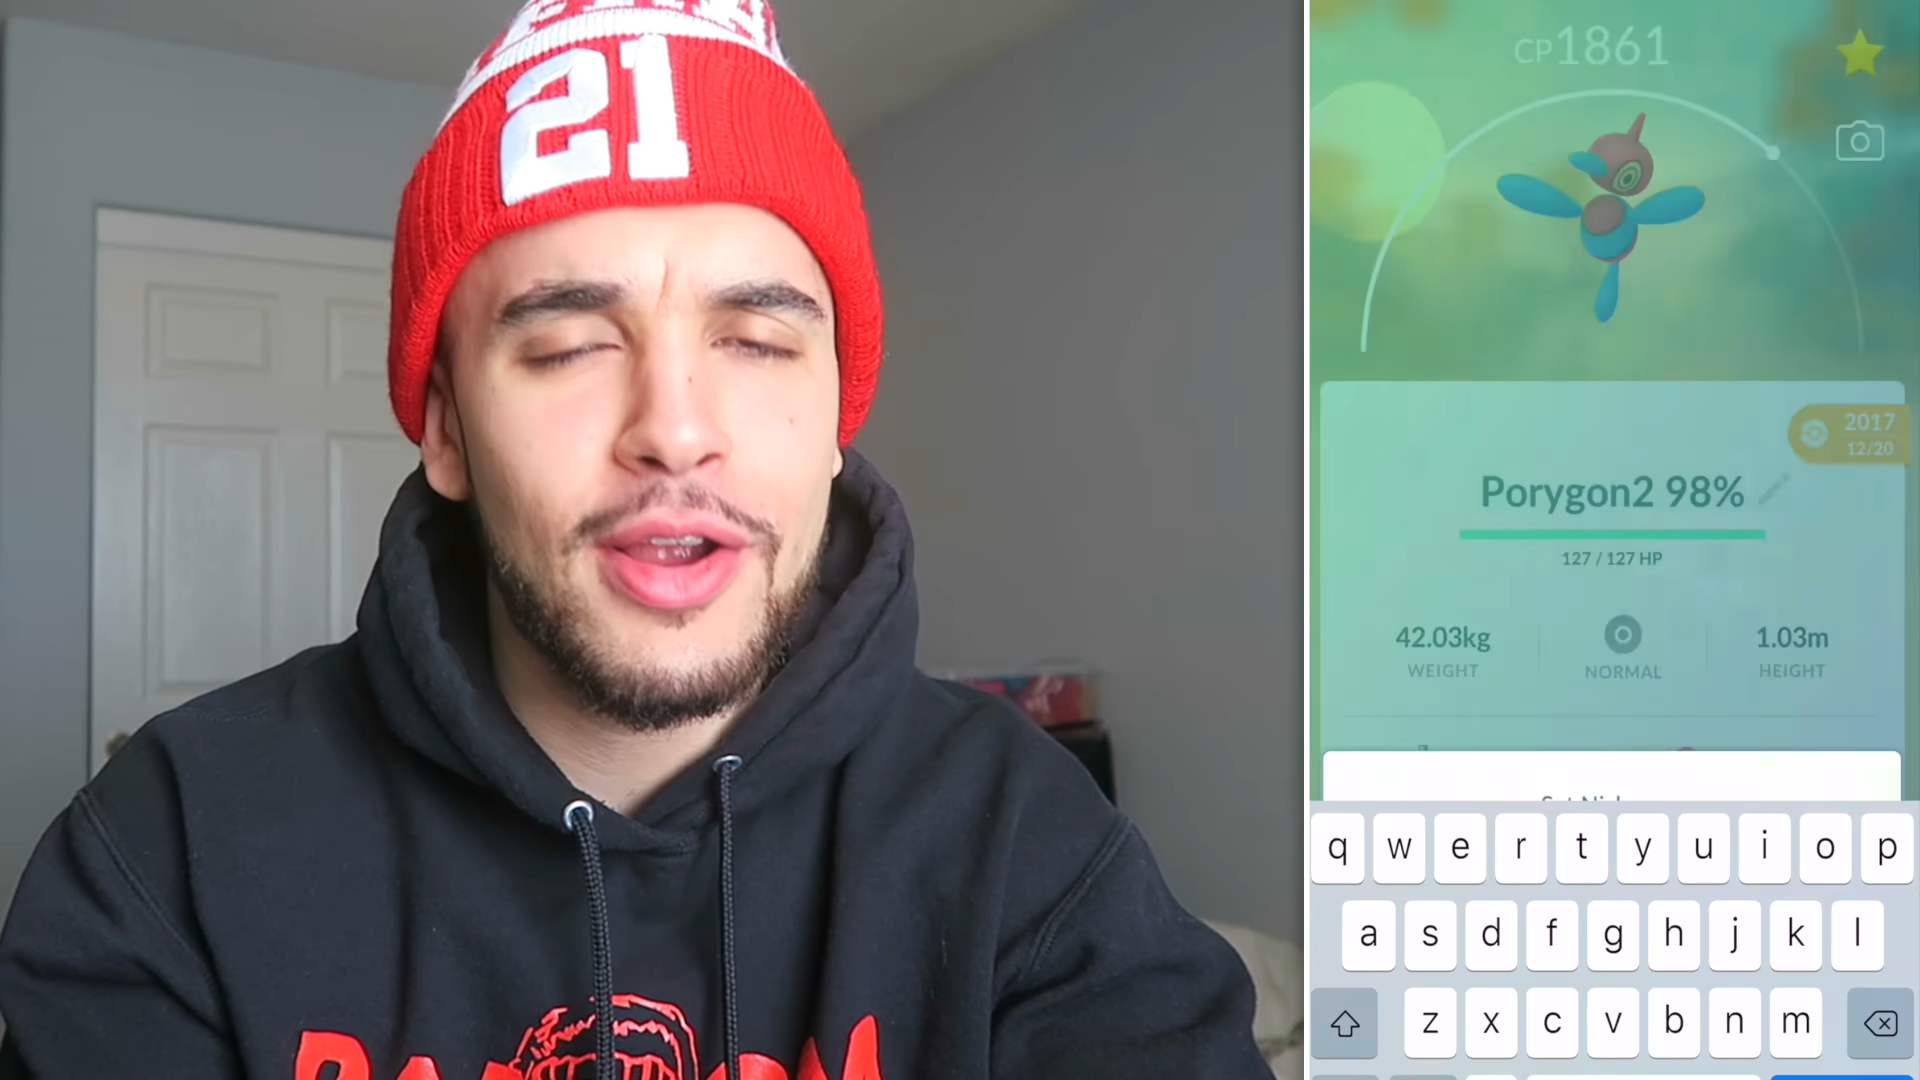 21
CP1861
2017
12/20
Porygon2 98%
127 / 127 HP
42.03kg
WEIGHT
NORMAL
1.03m
HEIGHT
q w e r t y u i o p
a s d f g h j k l
z x c v b n m